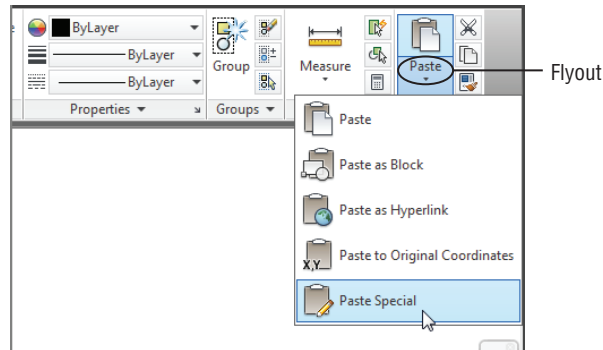 ByLayer
ByLayer
ByLayer
Properties
Group
Groups
Measure
Paste
Flyout
Paste
Paste as Block
Paste as Hyperlink
X,Y... Paste to Original Coordinates
Paste Special